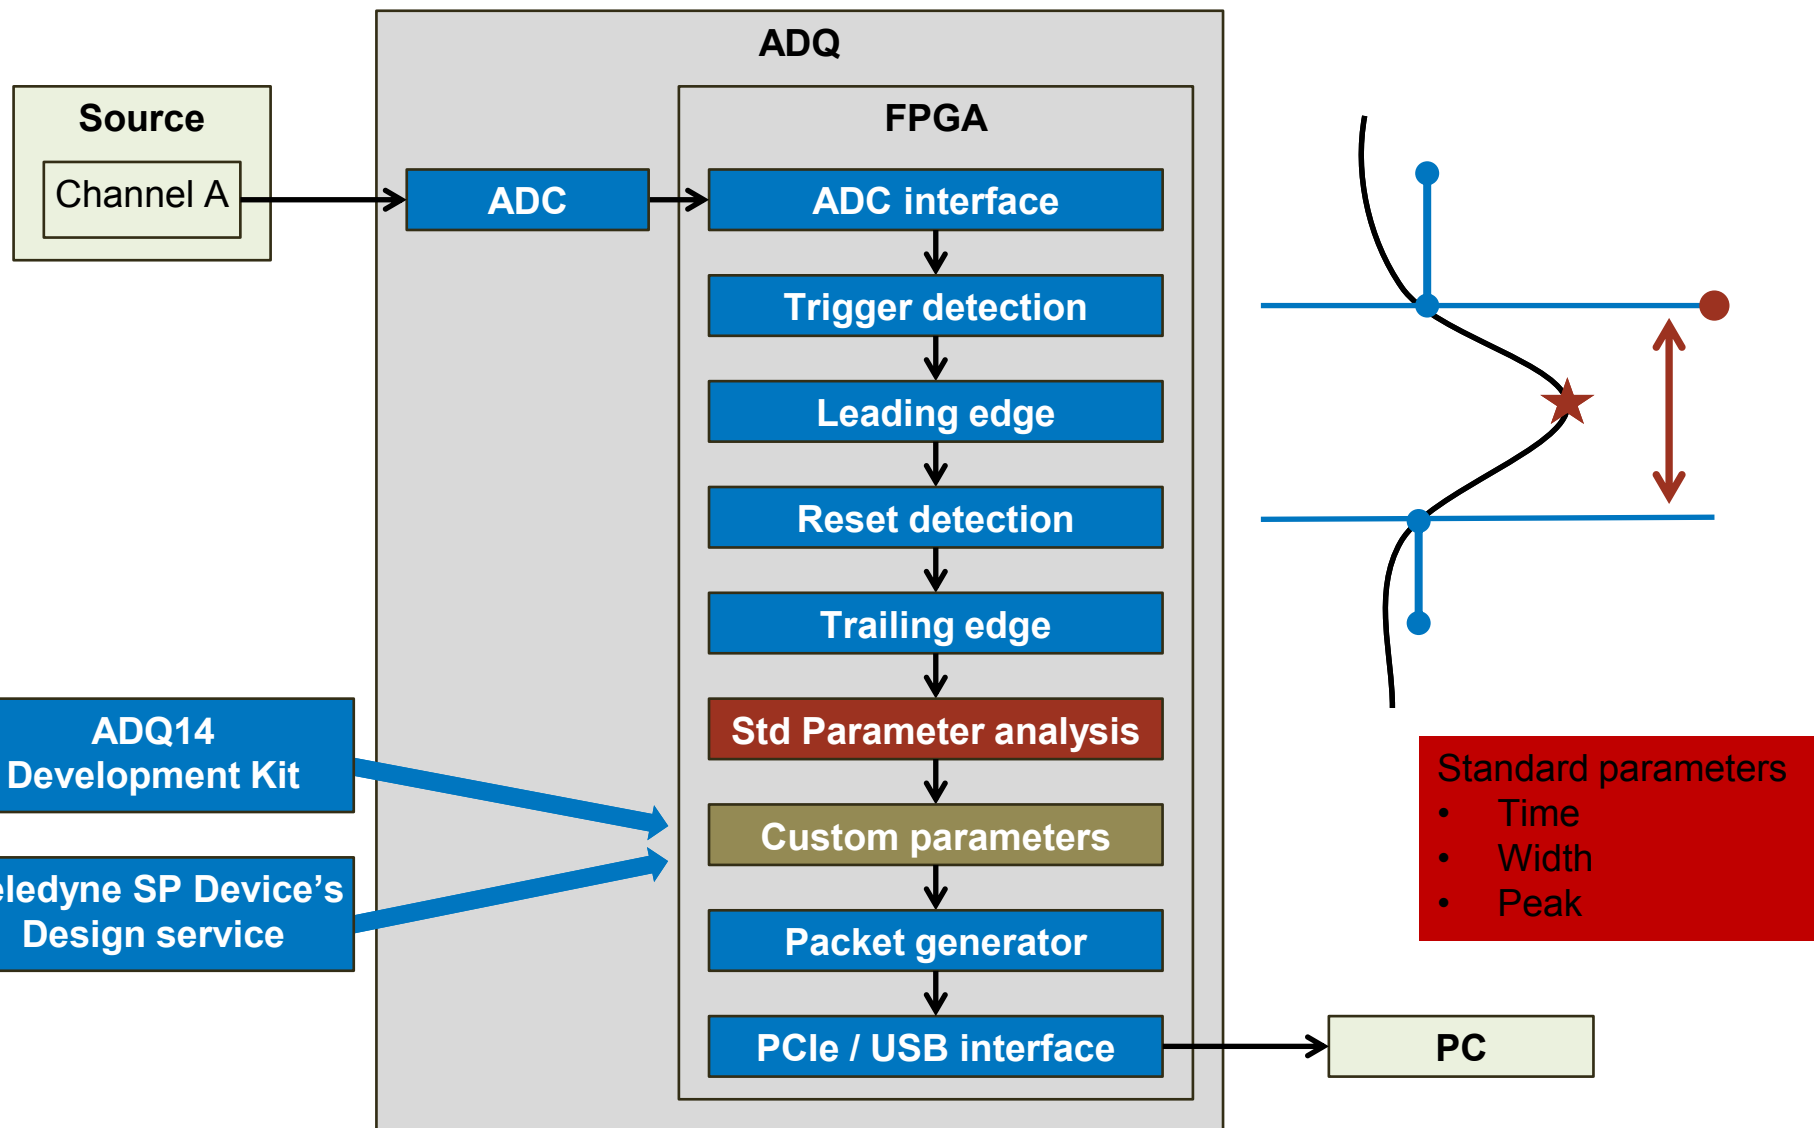 ADQ
Source
FPGA
Channel A
ADC
ADC interface
Trigger detection
Leading edge
Reset detection
Trailing edge
ADQ14
Development Kit
Std Parameter analysis
Standard parameters
• Time
• Width
• Peak
Custom parameters
eledyne SP Device’s
Design service
Packet generator
PCIe / USB interface
PC